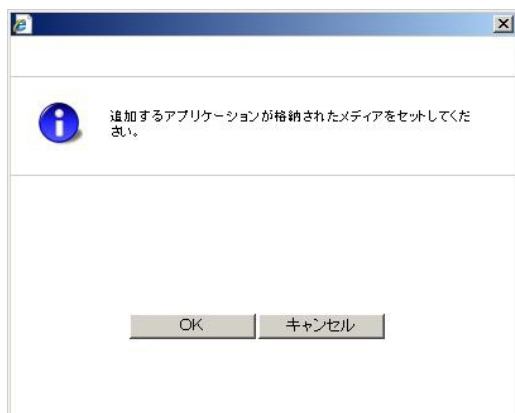 追加するアプリケーションが格納されたメディアをセットしてくだ
さい。
OK
キャンセル